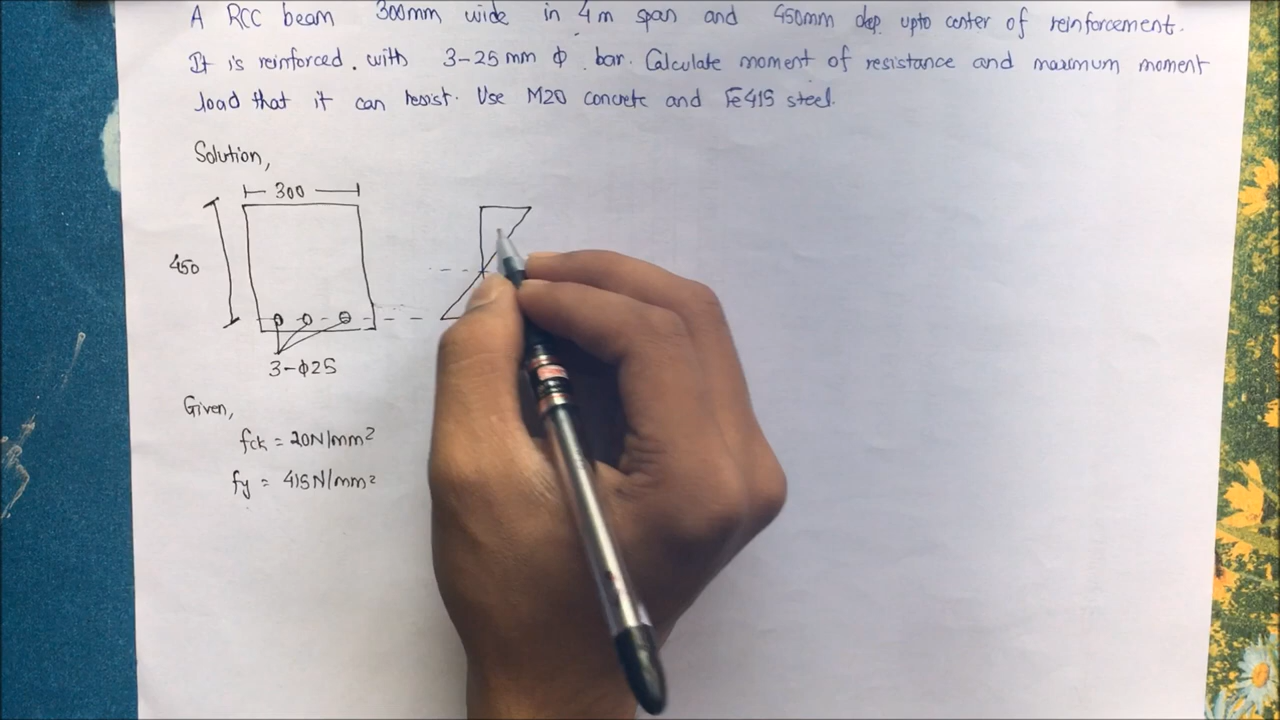 A RCC beam 300mm wide in 4m span and 450mm dep upto center of reinforcement.
It is reinforced with 3-25mm Φ bar. Calculate moment of resistance and maximum moment
load that it can resist. Use M20 concrete and Fe415 steel.
Solution,
300
450
3-Φ25
Given,
fck = 20N/mm²
fy = 415N/mm²